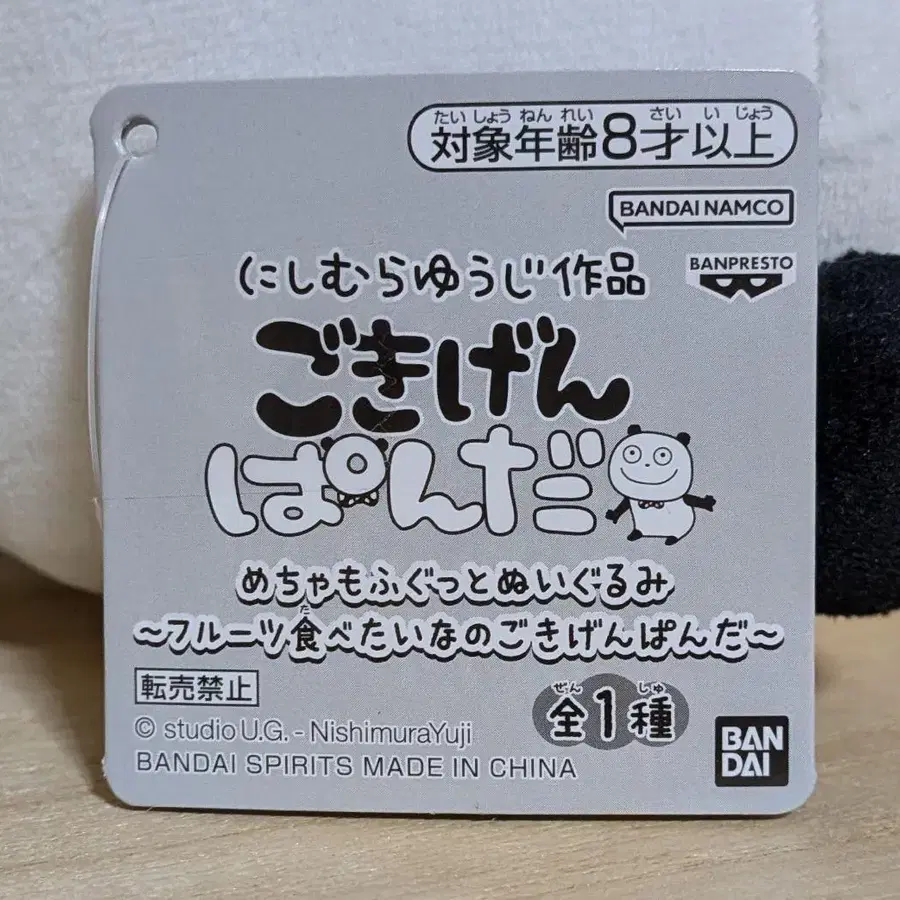 たいしょうねんれい さいいじょう
対象年齢8才以上
BANDAI NAMCO
BANPRESTO
にしむらゆうじ作品
ごきげん
ぱんだ
めちゃもふぐっとぬいぐるみ
た
～フルーツ食べたいなのごきげんぱんだ～
転売禁止
ぜん しゅ
全1種
© studio U.G. - NishimuraYuji
BANDAI SPIRITS MADE IN CHINA
BAN
DAI